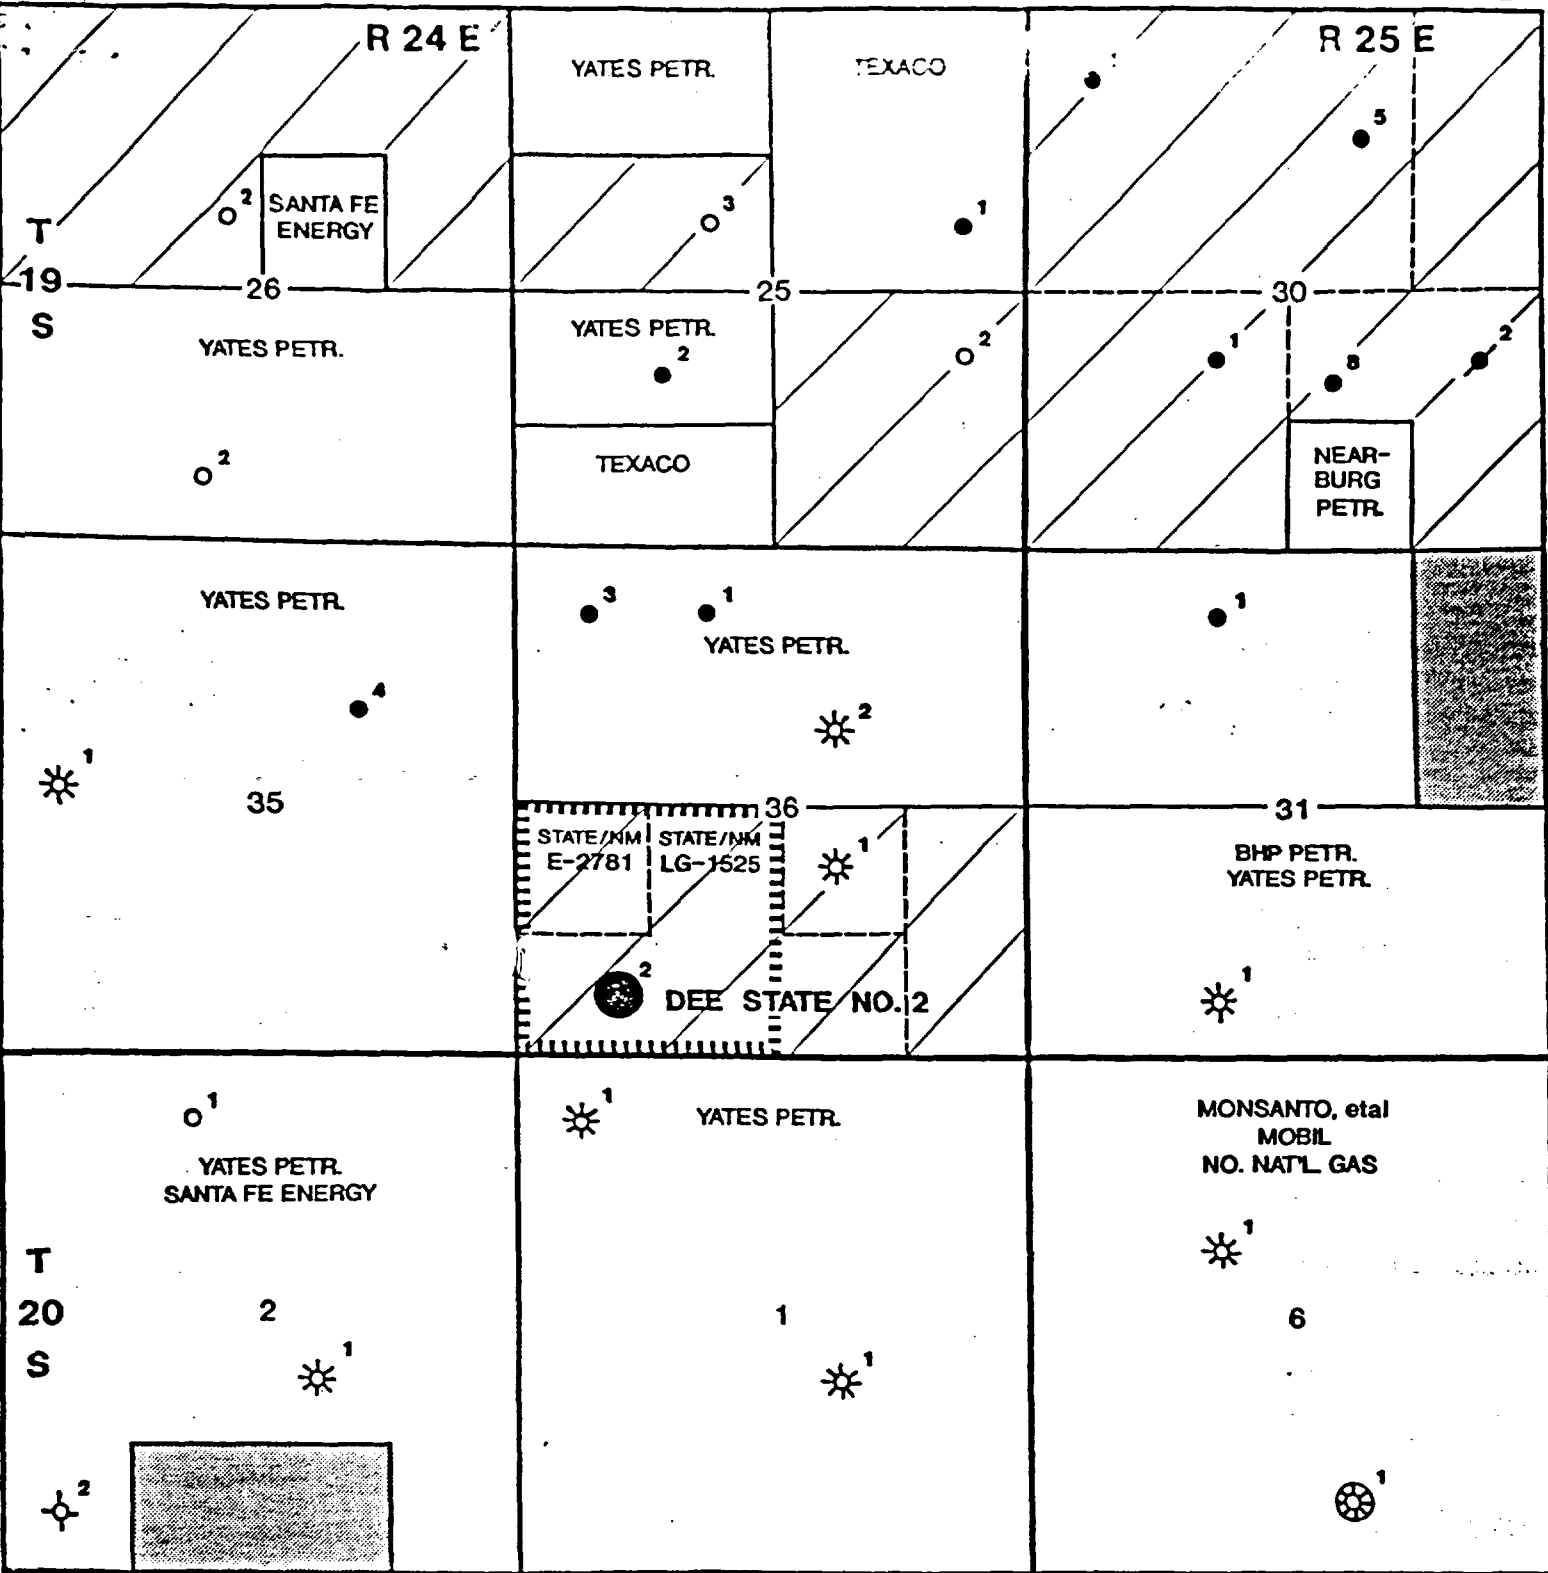 R 24 E
R 25 E
YATES PETR.
TEXACO
5
2
SANTA FE
ENERGY
3
1
T
19
S
26
25
30
YATES PETR.
YATES PETR.
2
2
1
8
2
2
TEXACO
NEAR-
BURG
PETR.
YATES PETR.
3
1
YATES PETR.
1
4
2
1
35
36
31
STATE/NM
E-2781
STATE/NM
LG-1525
1
BHP PETR.
YATES PETR.
2
DEE STATE NO. 2
1
1
YATES PETR.
SANTA FE ENERGY
1
YATES PETR.
MONSANTO, etal
MOBIL
NO. NAT'L GAS
1
T
20
S
2
1
6
1
1
2
1